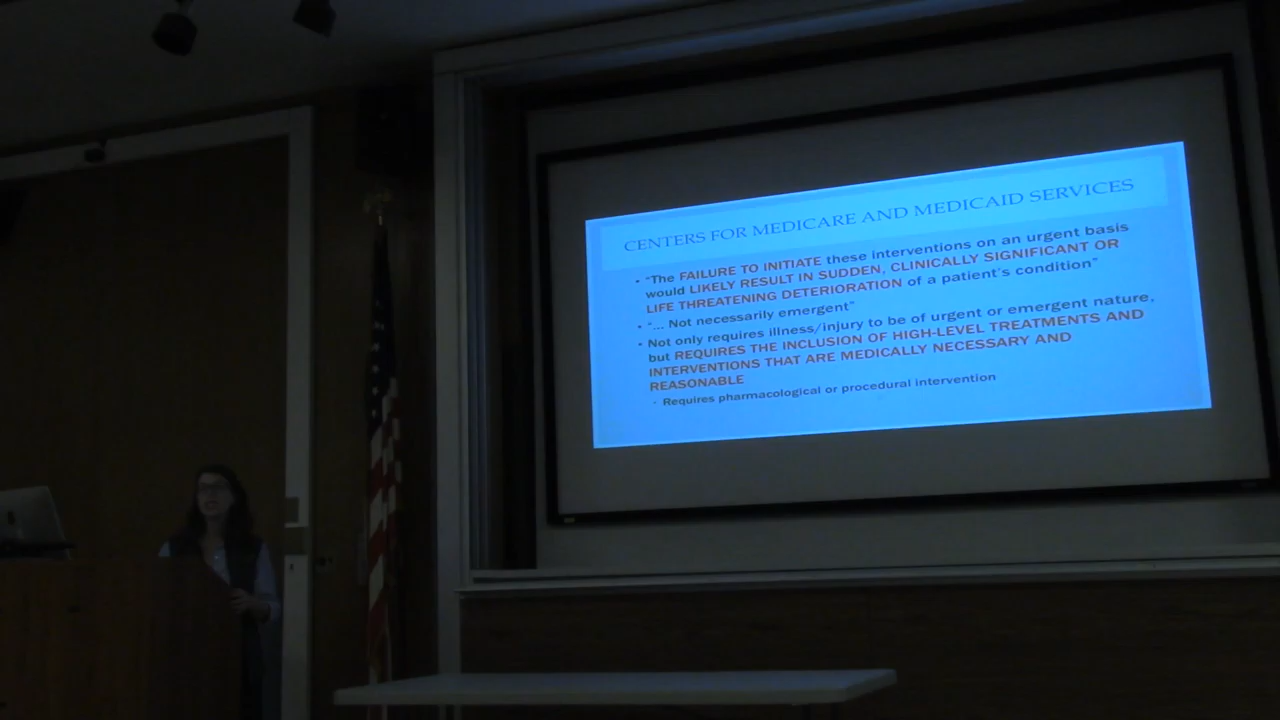 CENTERS FOR MEDICARE AND MEDICAID SERVICES
• "The FAILURE TO INITIATE these interventions on an urgent basis
would LIKELY RESULT IN SUDDEN, CLINICALLY SIGNIFICANT OR
LIFE THREATENING DETERIORATION of a patient's condition"
• "... Not necessarily emergent"
• Not only requires illness/injury to be of urgent or emergent nature,
but REQUIRES THE INCLUSION OF HIGH-LEVEL TREATMENTS AND
INTERVENTIONS THAT ARE MEDICALLY NECESSARY AND
REASONABLE
• Requires pharmacological or procedural intervention